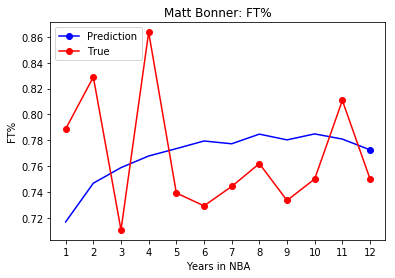 Matt Bonner: FT%
Prediction
True
FT%
0.86
0.84
0.82
0.80
0.78
0.76
0.74
0.72
1 2 3 4 5 6 7 8 9 10 11 12
Years in NBA